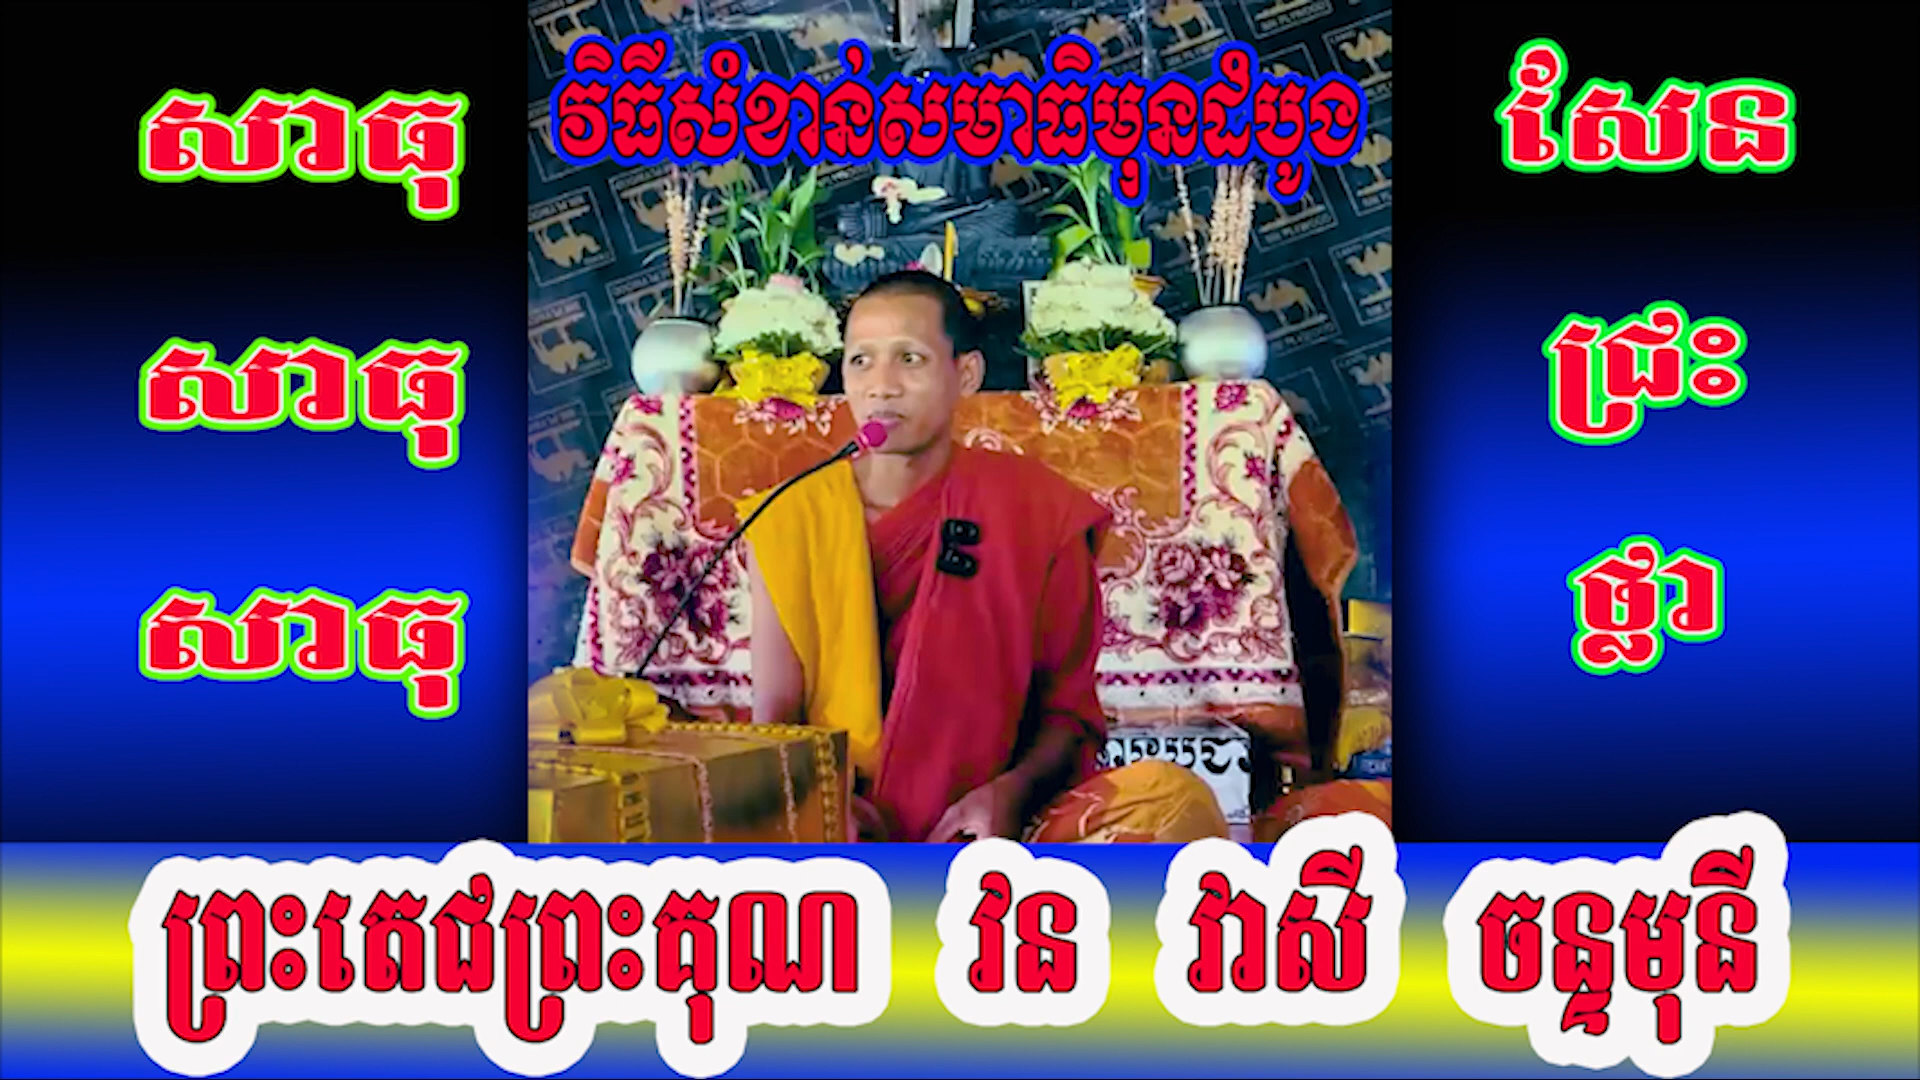 វិធីសំខាន់សមាធិមុនដំបូង
សាធុ
សាធុ
សាធុ
សែន
ជ្រះ
ថ្លា
ព្រះតេជព្រះគុណ វន វាសី ចន្ទមុនី